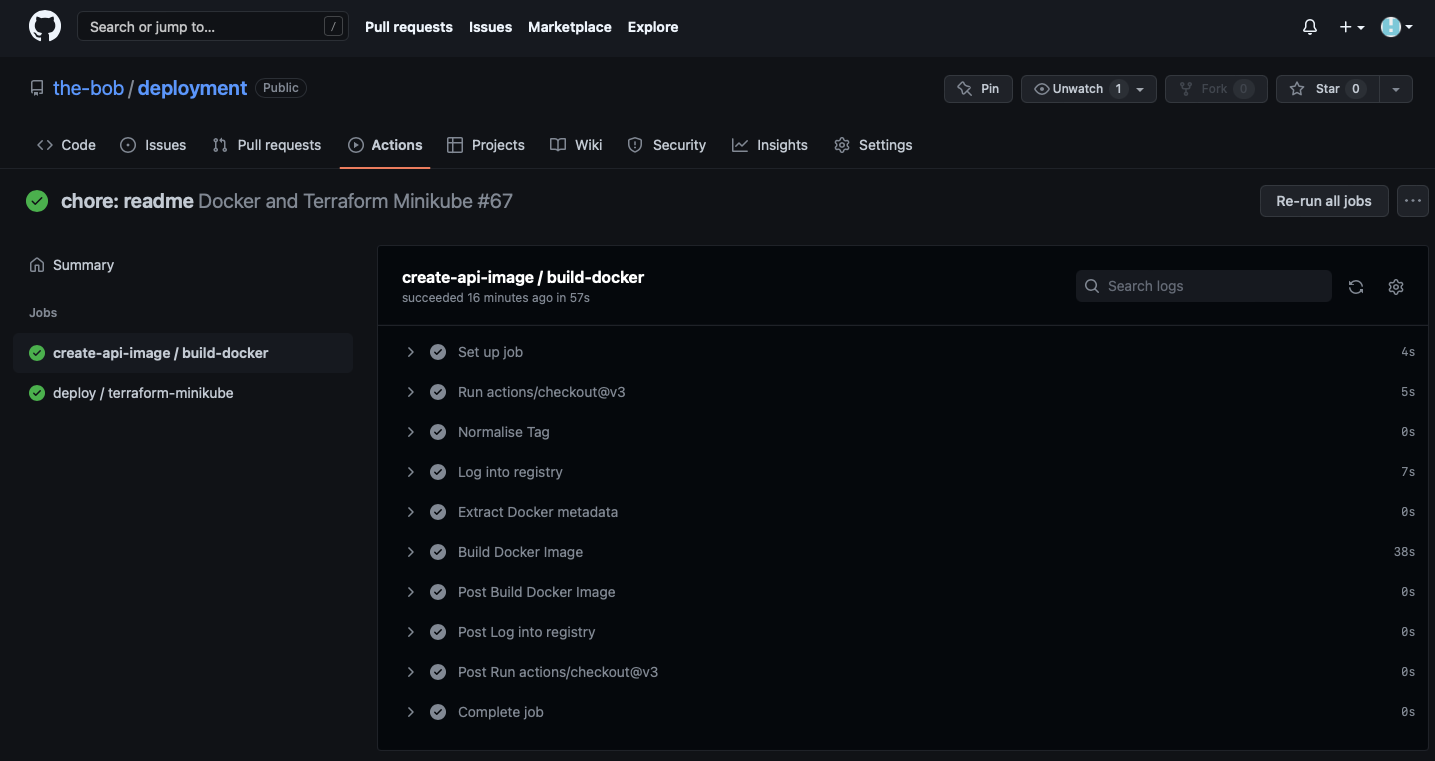 Search or jump to... /
Pull requests Issues Marketplace Explore
the-bob / deployment Public
Pin Unwatch 1 Fork 0 Star 0
Code Issues Pull requests Actions Projects Wiki Security Insights Settings
chore: readme Docker and Terraform Minikube #67
Re-run all jobs
Summary
Jobs
create-api-image / build-docker
deploy / terraform-minikube
create-api-image / build-docker
succeeded 16 minutes ago in 57s
Search logs
Set up job 4s
Run actions/checkout@v3 5s
Normalise Tag 0s
Log into registry 7s
Extract Docker metadata 0s
Build Docker Image 38s
Post Build Docker Image 0s
Post Log into registry 0s
Post Run actions/checkout@v3 0s
Complete job 0s